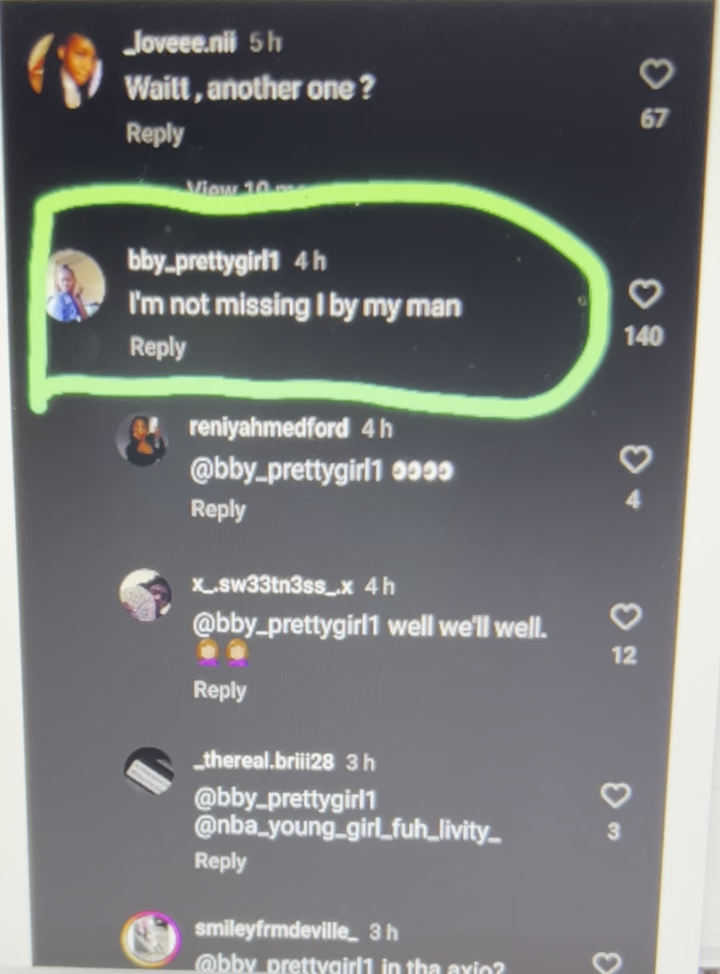 _loveee.nii 5 h
Waitt , another one ?
67
Reply
View 10
bby_prettygirl1 4 h
I'm not missing I by my man
140
Reply
reniyahmedford 4 h
@bby_prettygirl1 👀👀
4
Reply
x_.sw33tn3ss_.x 4 h
@bby_prettygirl1 well we'll well.
🤦🏼‍♀️🤦🏼‍♀️
12
Reply
_thereal.briii28 3 h
@bby_prettygirl1
@nba_young_girl_fuh_livity_
3
Reply
smileyfrmdeville_ 3 h
@bby_prettygirl1 in tha axio?